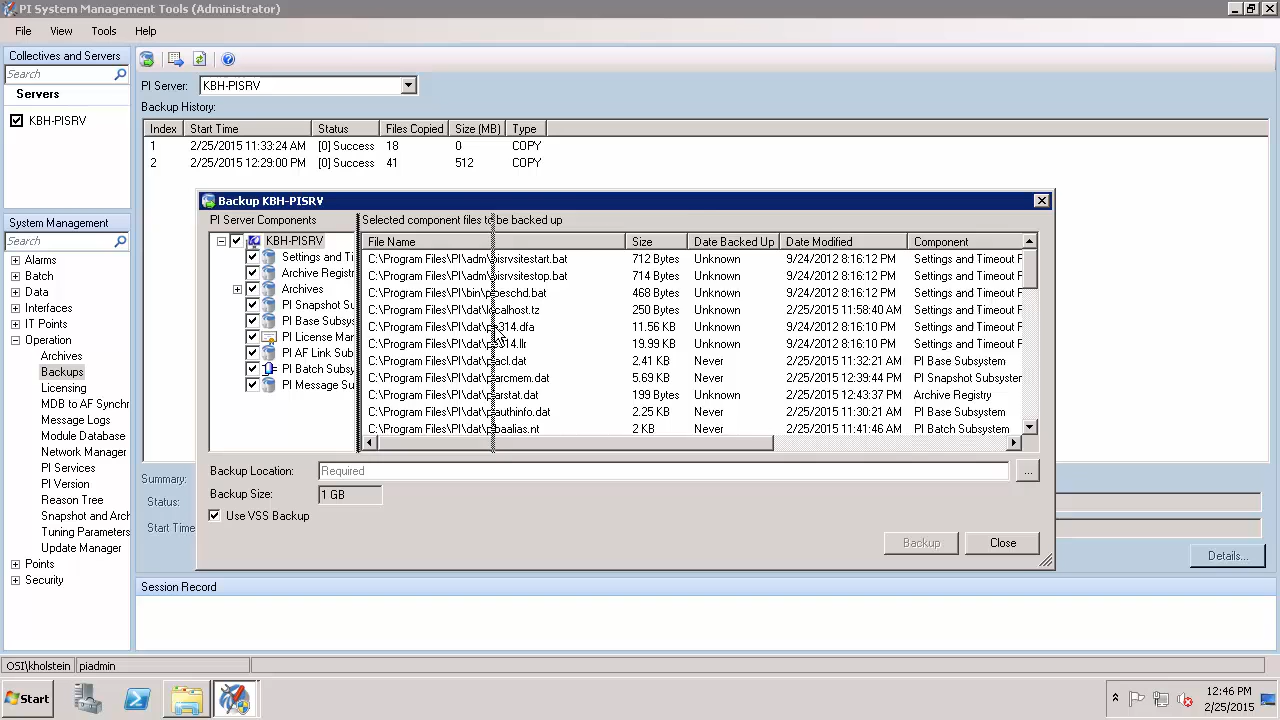 PI System Management Tools (Administrator)
File View Tools Help
Collectives and Servers
Search
Servers
KBH-PISRV
System Management
Search
Alarms
Batch
Data
Interfaces
IT Points
Operation
Archives
Backups
Licensing
MDB to AF Synchr
Message Logs
Module Database
Network Manager
PI Services
PI Version
Reason Tree
Snapshot and Arch
Tuning Parameters
Update Manager
Points
Security
PI Server: KBH-PISRV
Backup History:
Index Start Time Status Files Copied Size (MB) Type
1 2/25/2015 11:33:24 AM [0] Success 18 0 COPY
2 2/25/2015 12:29:00 PM [0] Success 41 512 COPY
Backup KBH-PISRV
PI Server Components
KBH-PISRV
Settings and Ti
Archive Registr
Archives
PI Snapshot Su
PI Base Subsys
PI License Mar
PI AF Link Sub
PI Batch Subsy
PI Message Su
Selected component files to be backed up
File Name Size Date Backed Up Date Modified Component
C:\Program Files\PI\adm\pisrvsitestart.bat 712 Bytes Unknown 9/24/2012 8:16:12 PM Settings and Timeout F
C:\Program Files\PI\adm\pisrvsitestop.bat 714 Bytes Unknown 9/24/2012 8:16:12 PM Settings and Timeout F
C:\Program Files\PI\bin\pipeschd.bat 468 Bytes Unknown 9/24/2012 8:16:12 PM Settings and Timeout F
C:\Program Files\PI\dat\localhost.tz 250 Bytes Unknown 2/25/2015 11:58:40 AM Settings and Timeout F
C:\Program Files\PI\dat\ 11.56 KB Unknown 9/24/2012 8:16:10 PM Settings and Timeout F
C:\Program Files\PI\dat\ 19.99 KB Unknown 9/24/2012 8:16:10 PM Settings and Timeout F
C:\Program Files\PI\dat\piacl.dat 2.41 KB Never 2/25/2015 11:32:21 AM PI Base Subsystem
C:\Program Files\PI\dat\piarcmem.dat 5.69 KB Never 2/25/2015 12:39:44 PM PI Snapshot Subsyster
C:\Program Files\PI\dat\piarstat.dat 199 Bytes Unknown 2/25/2015 12:43:37 PM Archive Registry
C:\Program Files\PI\dat\piauthinfo.dat 2.25 KB Never 2/25/2015 11:30:21 AM PI Base Subsystem
C:\Program Files\PI\dat\pibaalias.nt 2 KB Never 2/25/2015 11:41:46 AM PI Batch Subsystem
Backup Location: Required ...
Backup Size: 1 GB
Use VSS Backup
Backup Close
Summary:
Status:
Start Time
Details...
Session Record
OSI\kholstein piadmin
Start
12:46 PM
2/25/2015